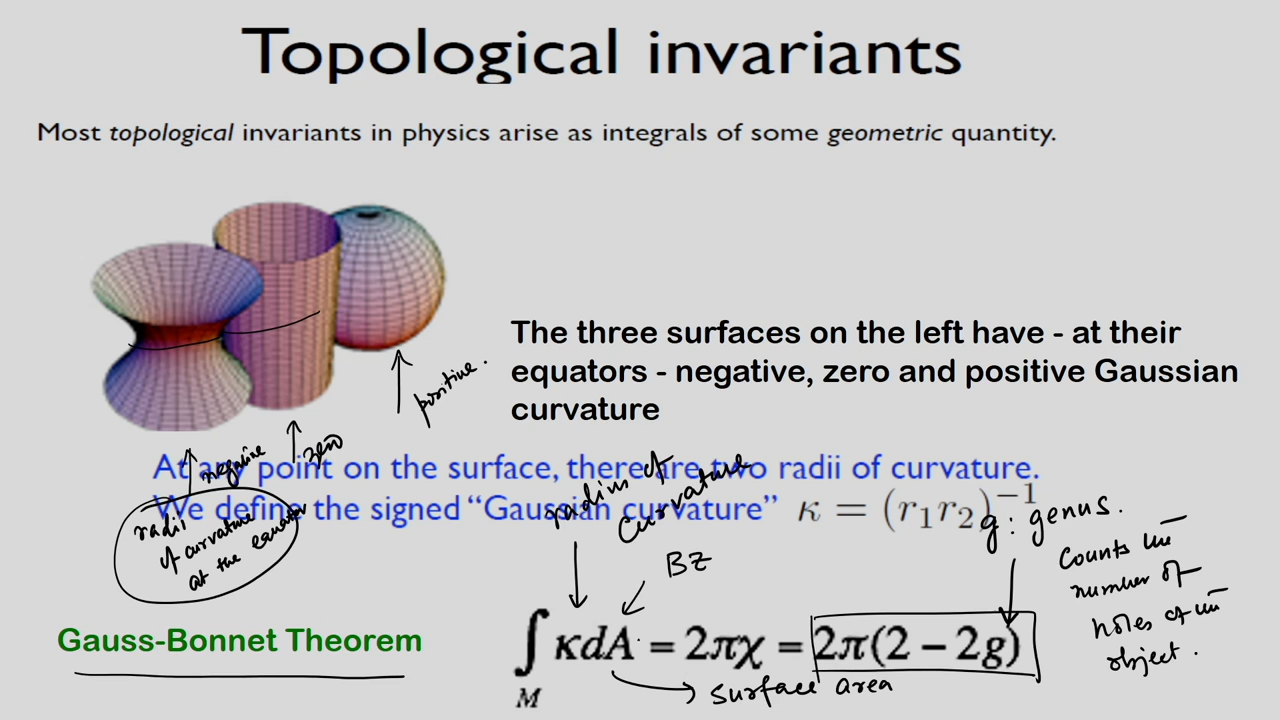 Topological invariants
Most topological invariants in physics arise as integrals of some geometric quantity.
The three surfaces on the left have - at their
equators - negative, zero and positive Gaussian
curvature
positive.
negative
zero
At any point on the surface, there are two radii of curvature.
We define the signed “Gaussian curvature” κ = (r₁r₂)⁻¹
radii
of curvature
at the equator
radius of
curvature
BZ
g: genus.
Counts the
number of
holes of the
object.
Gauss-Bonnet Theorem
∫_M κdA = 2πχ = 2π(2 − 2g)
surface area